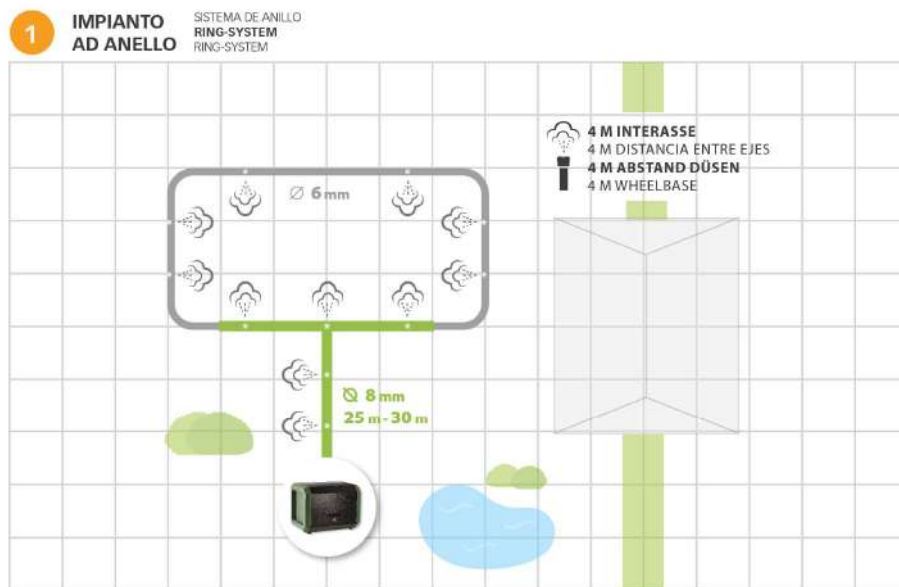 1
IMPIANTO
AD ANELLO
SISTEMA DE ANILLO
RING-SYSTEM
RING-SYSTEM
4 M INTERASSE
4 M DISTANCIA ENTRE EJES
4 M ABSTAND DÜSEN
4 M WHEELBASE
Ø 6 mm
Ø 8 mm
25 m - 30 m